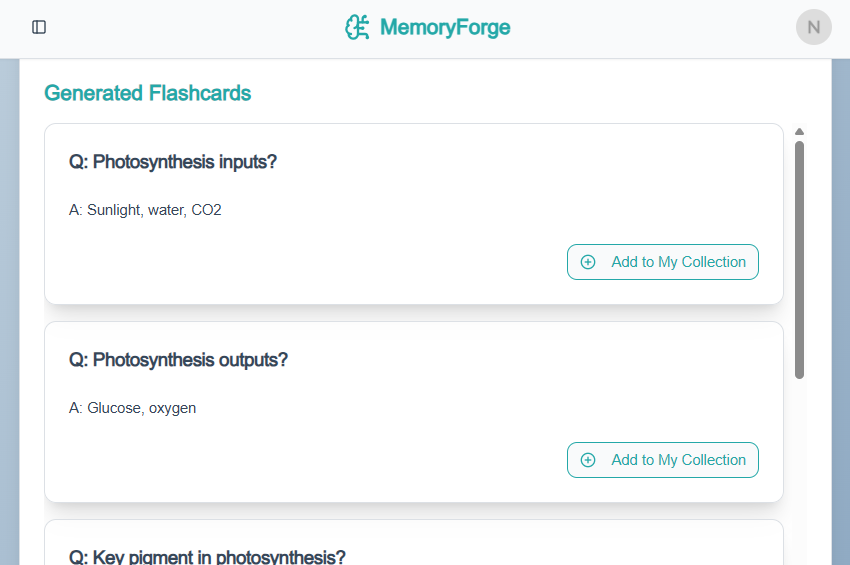 MemoryForge
N
Generated Flashcards
Q: Photosynthesis inputs?
A: Sunlight, water, CO2
Add to My Collection
Q: Photosynthesis outputs?
A: Glucose, oxygen
Add to My Collection
Q: Key pigment in photosynthesis?